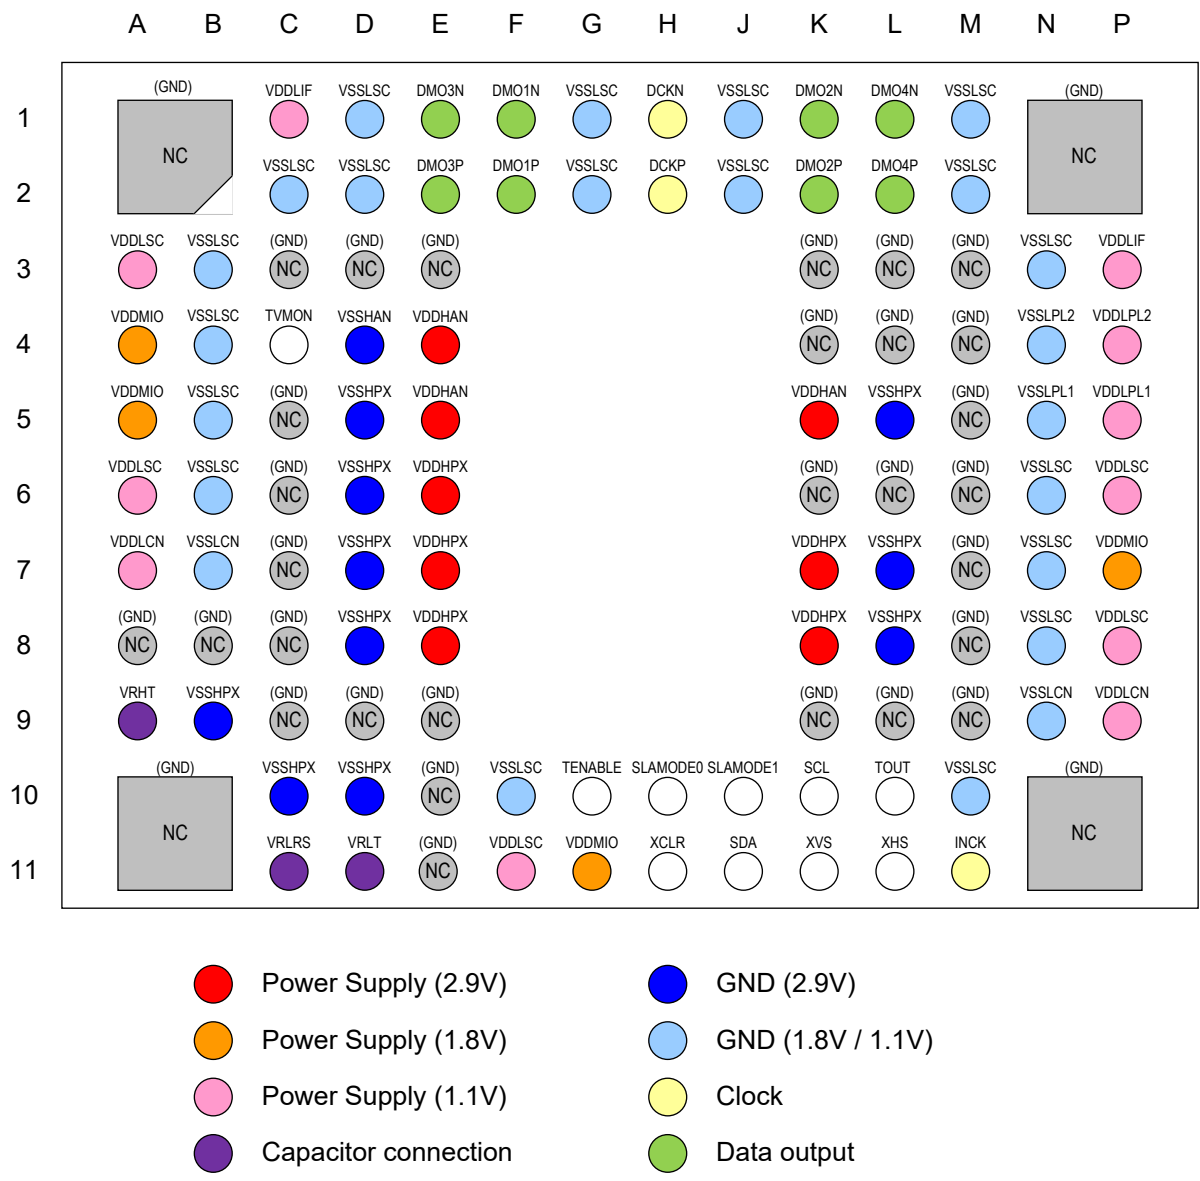 A B C D E F G H J K L M N P
(GND) VDDLIF VSSLSC DMO3N DMO1N VSSLSC DCKN VSSLSC DMO2N DMO4N VSSLSC (GND)
1
NC NC
VSSLSC VSSLSC DMO3P DMO1P VSSLSC DCKP VSSLSC DMO2P DMO4P VSSLSC
2
VDDLSC VSSLSC (GND) (GND) (GND) (GND) (GND) (GND) VSSLSC VDDLIF
3 NC NC NC NC NC NC
VDDMIO VSSLSC TVMON VSSHAN VDDHAN (GND) (GND) (GND) VSSLPL2 VDDLPL2
4 NC NC NC
VDDMIO VSSLSC (GND) VSSHPX VDDHAN VDDHAN VSSHPX (GND) VSSLPL1 VDDLPL1
5 NC NC
VDDLSC VSSLSC (GND) VSSHPX VDDHPX (GND) (GND) (GND) VSSLSC VDDLSC
6 NC NC NC NC
VDDLCN VSSLCN (GND) VSSHPX VDDHPX VDDHPX VSSHPX (GND) VSSLSC VDDMIO
7 NC NC
(GND) (GND) (GND) VSSHPX VDDHPX VDDHPX VSSHPX (GND) VSSLSC VDDLSC
8 NC NC NC NC
VRHT VSSHPX (GND) (GND) (GND) (GND) (GND) (GND) VSSLCN VDDLCN
9 NC NC NC NC NC NC
(GND) VSSHPX VSSHPX (GND) VSSLSC TENABLE SLAMODE0 SLAMODE1 SCL TOUT VSSLSC (GND)
10 NC
NC NC
VRLRS VRLT (GND) VDDLSC VDDMIO XCLR SDA XVS XHS INCK
11 NC
Power Supply (2.9V) GND (2.9V)
Power Supply (1.8V) GND (1.8V / 1.1V)
Power Supply (1.1V) Clock
Capacitor connection Data output